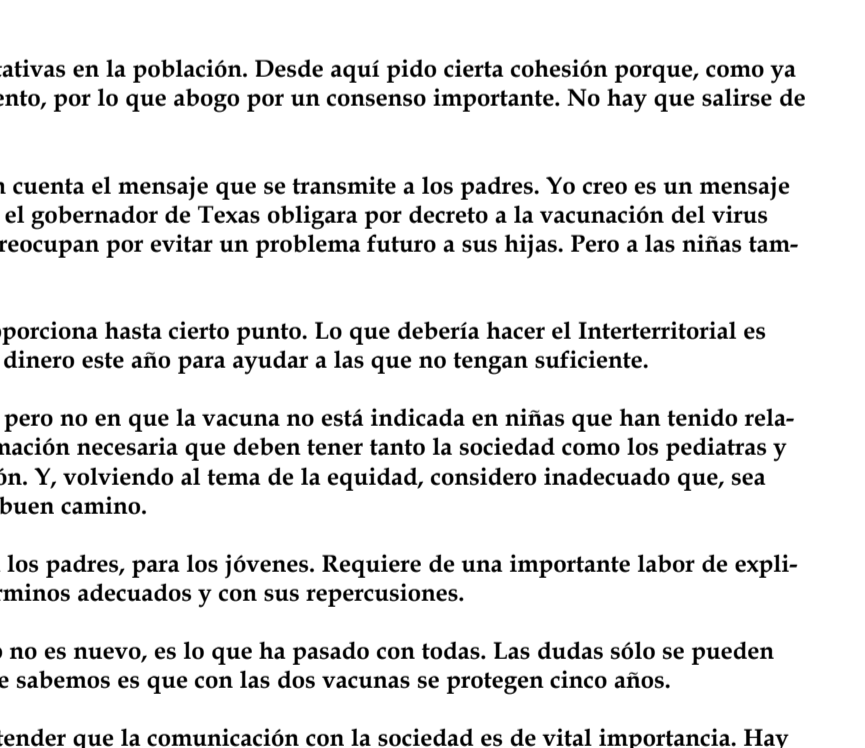 tativas en la población. Desde aquí pido cierta cohesión porque, como ya
ento, por lo que abogo por un consenso importante. No hay que salirse de
n cuenta el mensaje que se transmite a los padres. Yo creo es un mensaje
el gobernador de Texas obligara por decreto a la vacunación del virus
reocupan por evitar un problema futuro a sus hijas. Pero a las niñas tam-
porciona hasta cierto punto. Lo que debería hacer el Interterritorial es
dinero este año para ayudar a las que no tengan suficiente.
pero no en que la vacuna no está indicada en niñas que han tenido rela-
mación necesaria que deben tener tanto la sociedad como los pediatras y
ón. Y, volviendo al tema de la equidad, considero inadecuado que, sea
buen camino.
los padres, para los jóvenes. Requiere de una importante labor de expli-
rminos adecuados y con sus repercusiones.
o no es nuevo, es lo que ha pasado con todas. Las dudas sólo se pueden
e sabemos es que con las dos vacunas se protegen cinco años.
tender que la comunicación con la sociedad es de vital importancia. Hay